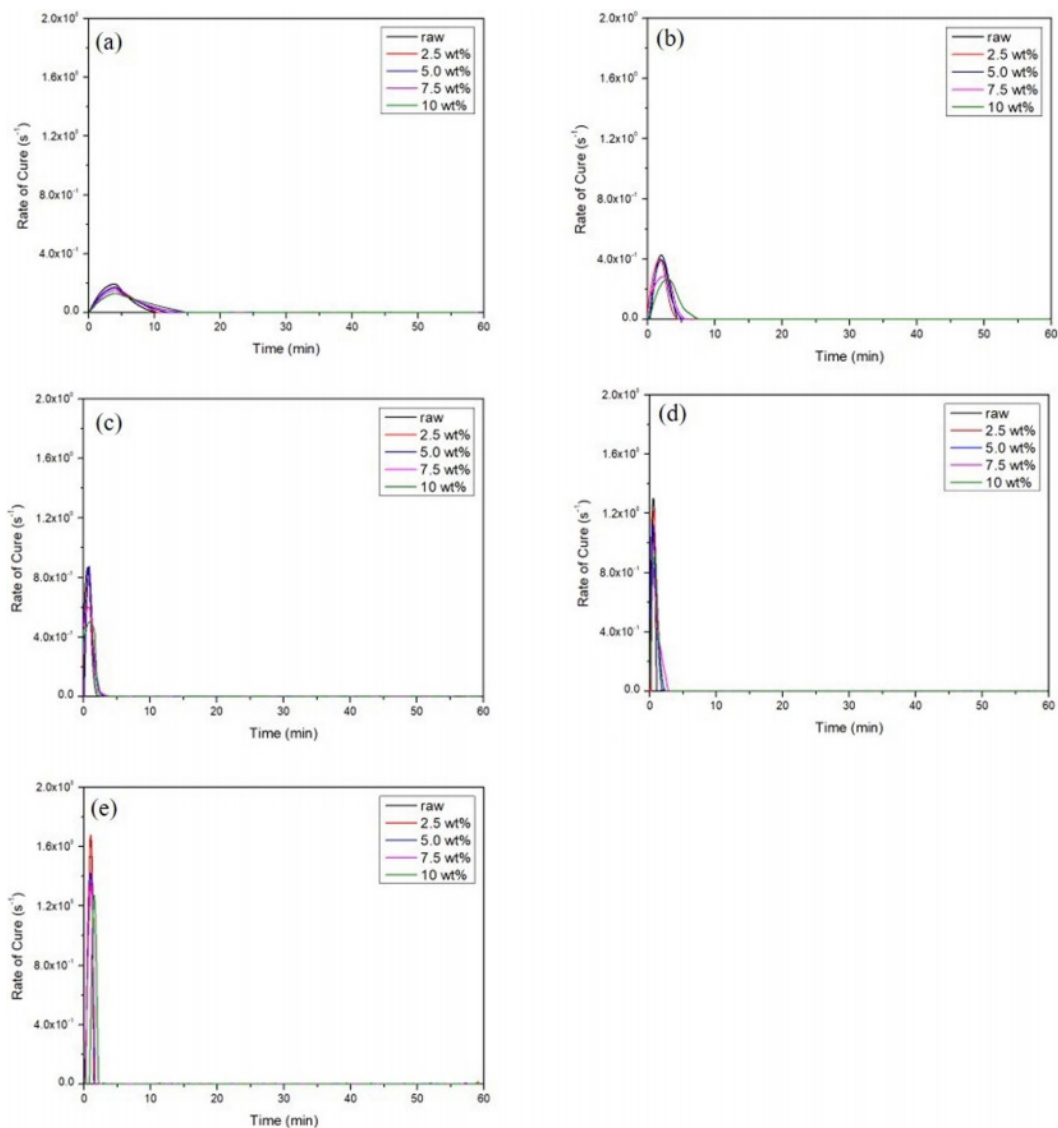 (a)
2.0x10⁰
1.6x10⁰
1.2x10⁰
8.0x10⁻¹
4.0x10⁻¹
0.0
Rate of Cure (s⁻¹)
raw
2.5 wt%
5.0 wt%
7.5 wt%
10 wt%
0 10 20 30 40 50 60
Time (min)
(b)
2.0x10⁰
1.6x10⁰
1.2x10⁰
8.0x10⁻¹
4.0x10⁻¹
0.0
Rate of Cure (s⁻¹)
raw
2.5 wt%
5.0 wt%
7.5 wt%
10 wt%
0 10 20 30 40 50 60
Time (min)
(c)
2.0x10⁰
1.6x10⁰
1.2x10⁰
8.0x10⁻¹
4.0x10⁻¹
0.0
Rate of Cure (s⁻¹)
raw
2.5 wt%
5.0 wt%
7.5 wt%
10 wt%
0 10 20 30 40 50 60
Time (min)
(d)
2.0x10⁰
1.6x10⁰
1.2x10⁰
8.0x10⁻¹
4.0x10⁻¹
0.0
Rate of Cure (s⁻¹)
raw
2.5 wt%
5.0 wt%
7.5 wt%
10 wt%
0 10 20 30 40 50 60
Time (min)
(e)
2.0x10⁰
1.6x10⁰
1.2x10⁰
8.0x10⁻¹
4.0x10⁻¹
0.0
Rate of Cure (s⁻¹)
raw
2.5 wt%
5.0 wt%
7.5 wt%
10 wt%
0 10 20 30 40 50 60
Time (min)